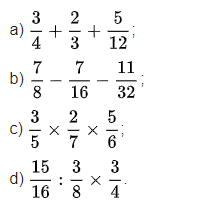 a) 3/4 + 2/3 + 5/12;
b) 7/8 − 7/16 − 11/32;
c) 3/5 × 2/7 × 5/6;
d) 15/16 : 3/8 × 3/4.